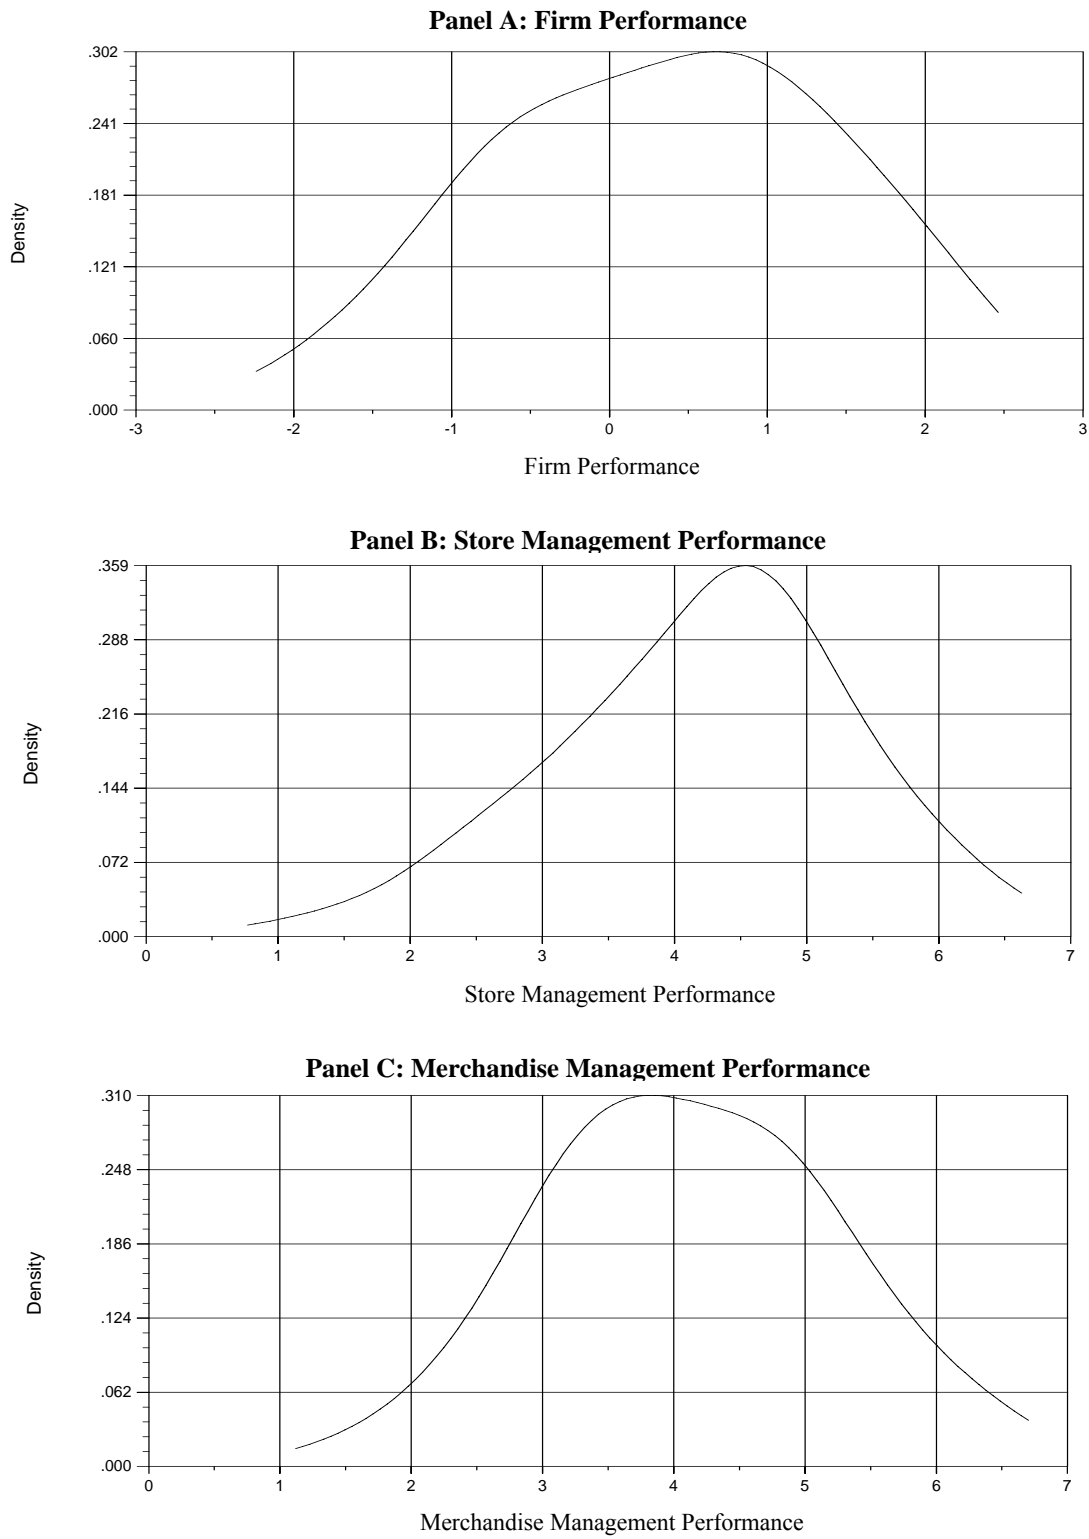 Panel A: Firm Performance
.302
.241
.181
.121
.060
.000
Density
-3 -2 -1 0 1 2 3
Firm Performance
Panel B: Store Management Performance
.359
.288
.216
.144
.072
.000
Density
0 1 2 3 4 5 6 7
Store Management Performance
Panel C: Merchandise Management Performance
.310
.248
.186
.124
.062
.000
Density
0 1 2 3 4 5 6 7
Merchandise Management Performance